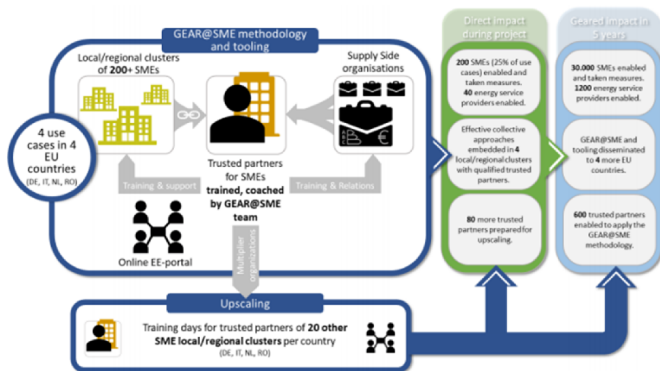 GEAR@SME methodology
and tooling
Local/regional clusters
of 200+ SMEs
Supply Side
organisations
4 use
cases in 4
EU
countries
(DE, IT, NL, RO)
Trusted partners
for SMEs
trained, coached
by GEAR@SME
team
Training & support
Training & Relations
Online EE-portal
Multiplier
organizations
Upscaling
Training days for trusted partners of 20 other
SME local/regional clusters per country
(DE, IT, NL, RO)
Direct impact
during project
200 SMEs (25% of use
cases) enabled and
taken measures.
40 energy service
providers enabled.
Effective collective
approaches
embedded in 4
local/regional clusters
with qualified trusted
partners.
80 more trusted
partners prepared for
upscaling.
Geared impact in
5 years
30.000 SMEs enabled
and taken measures.
1200 energy service
providers enabled.
GEAR@SME and
tooling disseminated
to 4 more EU
countries.
600 trusted partners
enabled to apply the
GEAR@SME
methodology.